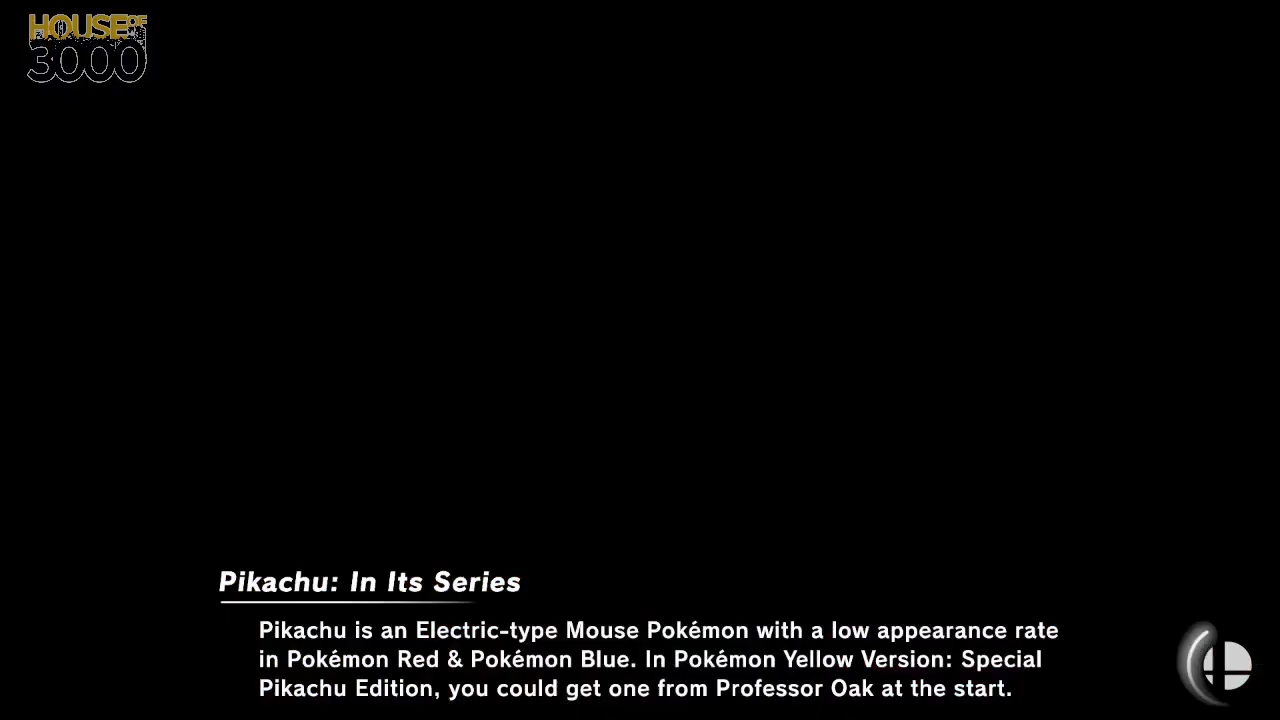 HOUSE OF
3000
Pikachu: In Its Series
Pikachu is an Electric-type Mouse Pokémon with a low appearance rate
in Pokémon Red & Pokémon Blue. In Pokémon Yellow Version: Special
Pikachu Edition, you could get one from Professor Oak at the start.